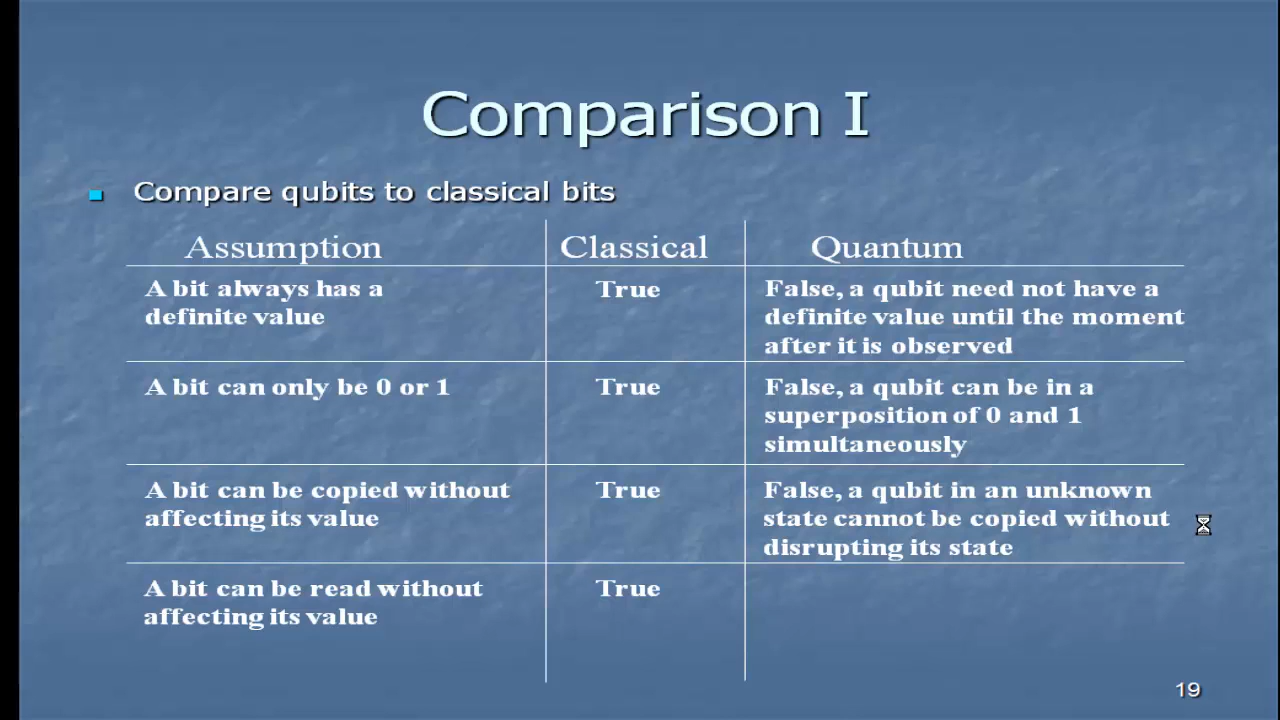 Comparison I
Compare qubits to classical bits
Assumption Classical Quantum
A bit always has a
definite value
True
False, a qubit need not have a
definite value until the moment
after it is observed
A bit can only be 0 or 1
True
False, a qubit can be in a
superposition of 0 and 1
simultaneously
A bit can be copied without
affecting its value
True
False, a qubit in an unknown
state cannot be copied without
disrupting its state
A bit can be read without
affecting its value
True
19